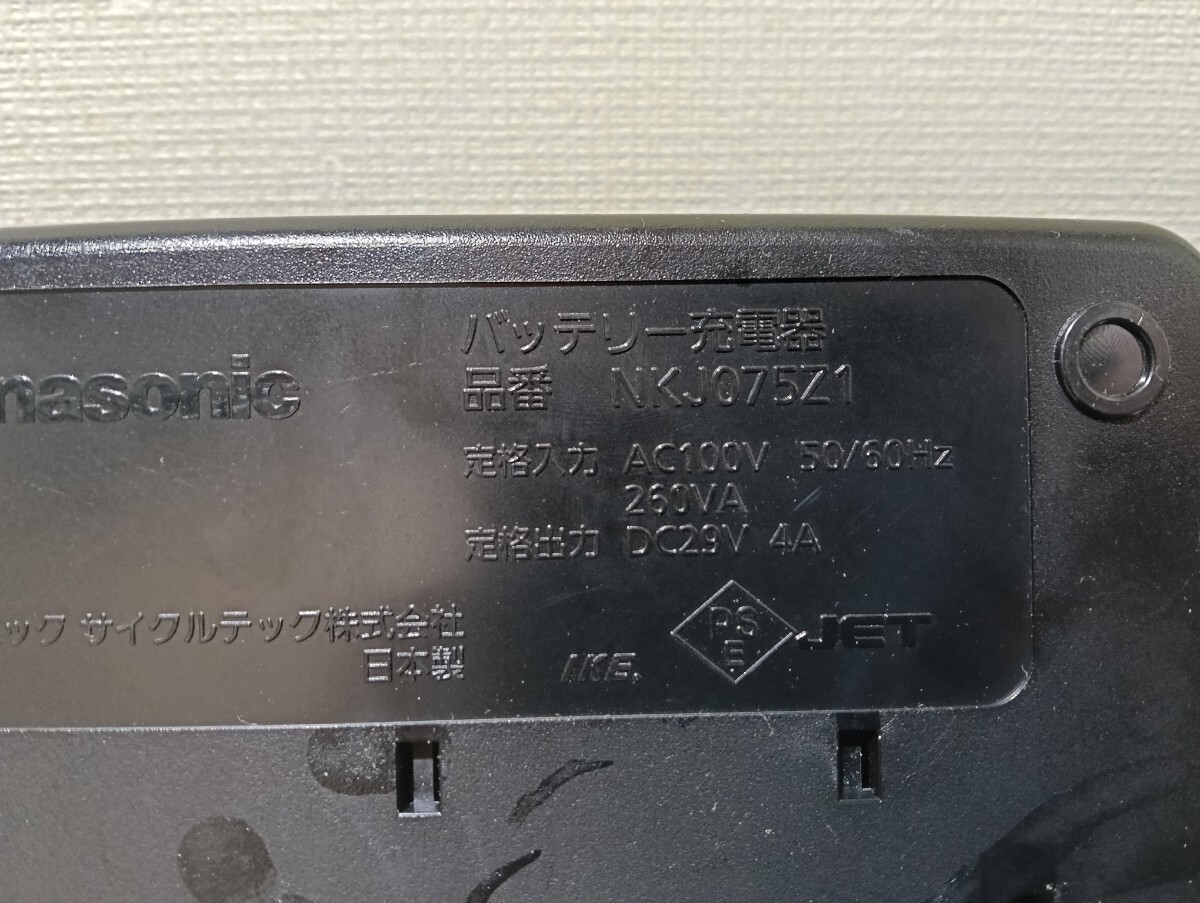 バッテリー充電器
nasonic
品番 NKJ075Z1
定格入力 AC100V 50/60Hz
260VA
定格出力 DC29V 4A
ック サイクルテック株式会社
日本製
IKE.
PS
E
JET